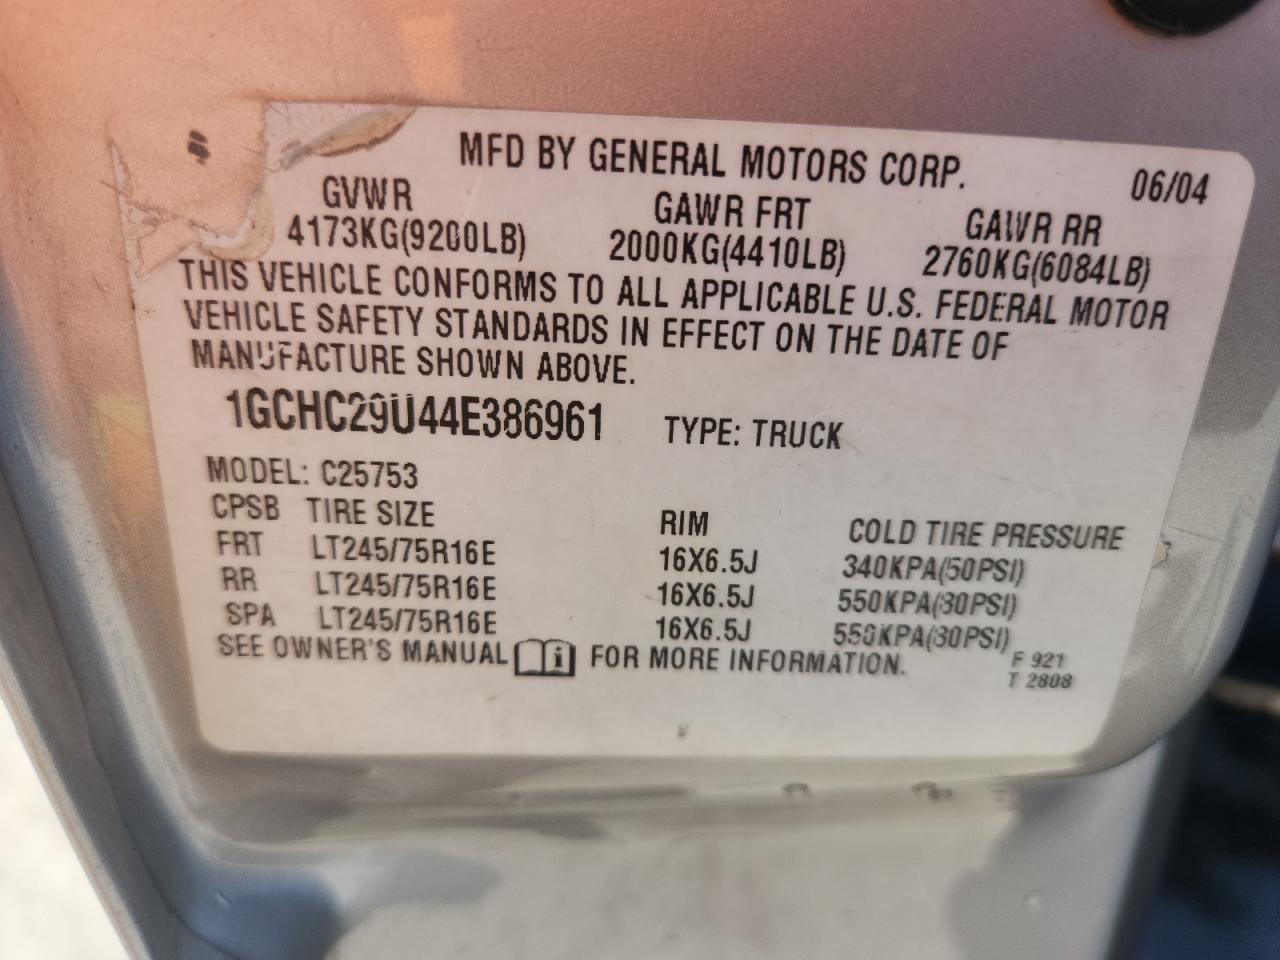 MFD BY GENERAL MOTORS CORP. 06/04
GVWR GAWR FRT GAWR RR
4173KG(9200LB) 2000KG(4410LB) 2760KG(6084LB)
THIS VEHICLE CONFORMS TO ALL APPLICABLE U.S. FEDERAL MOTOR
VEHICLE SAFETY STANDARDS IN EFFECT ON THE DATE OF
MANUFACTURE SHOWN ABOVE.
1GCHC29U44E386961 TYPE: TRUCK
MODEL: C25753
CPSB TIRE SIZE RIM COLD TIRE PRESSURE
FRT LT245/75R16E 16X6.5J 340KPA(50PSI)
RR LT245/75R16E 16X6.5J 550KPA(80PSI)
SPA LT245/75R16E 16X6.5J 550KPA(80PSI)
SEE OWNER'S MANUAL i FOR MORE INFORMATION.
F 921
T 2808